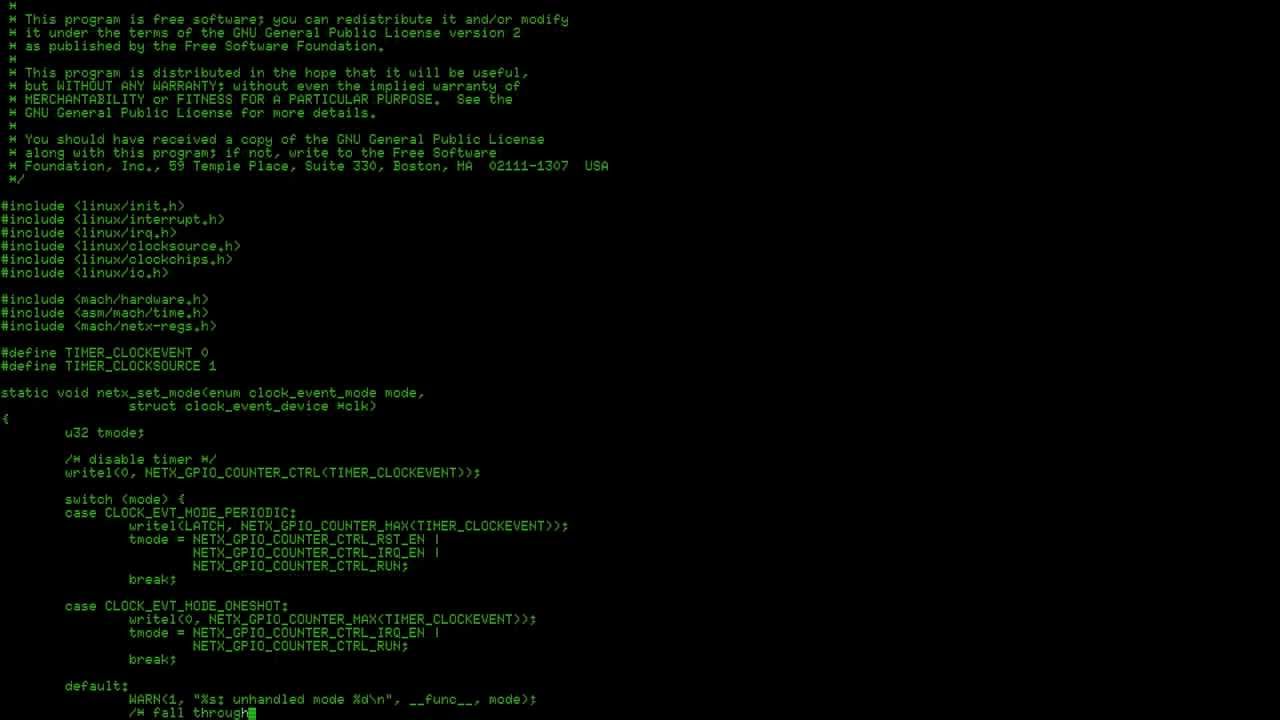 *
* This program is free software; you can redistribute it and/or modify
* it under the terms of the GNU General Public License version 2
* as published by the Free Software Foundation.
*
* This program is distributed in the hope that it will be useful,
* but WITHOUT ANY WARRANTY; without even the implied warranty of
* MERCHANTABILITY or FITNESS FOR A PARTICULAR PURPOSE.  See the
* GNU General Public License for more details.
*
* You should have received a copy of the GNU General Public License
* along with this program; if not, write to the Free Software
* Foundation, Inc., 59 Temple Place, Suite 330, Boston, MA  02111-1307  USA
*/
#include <linux/init.h>
#include <linux/interrupt.h>
#include <linux/irq.h>
#include <linux/clocksource.h>
#include <linux/clockchips.h>
#include <linux/io.h>
#include <mach/hardware.h>
#include <asm/mach/time.h>
#include <mach/netx-regs.h>
#define TIMER_CLOCKEVENT 0
#define TIMER_CLOCKSOURCE 1
static void netx_set_mode(enum clock_event_mode mode,
                struct clock_event_device *clk)
{
        u32 tmode;
        /* disable timer */
        writel(0, NETX_GPIO_COUNTER_CTRL(TIMER_CLOCKEVENT));
        switch (mode) {
        case CLOCK_EVT_MODE_PERIODIC:
                writel(LATCH, NETX_GPIO_COUNTER_MAX(TIMER_CLOCKEVENT));
                tmode = NETX_GPIO_COUNTER_CTRL_RST_EN |
                        NETX_GPIO_COUNTER_CTRL_IRQ_EN |
                        NETX_GPIO_COUNTER_CTRL_RUN;
                break;
        case CLOCK_EVT_MODE_ONESHOT:
                writel(0, NETX_GPIO_COUNTER_MAX(TIMER_CLOCKEVENT));
                tmode = NETX_GPIO_COUNTER_CTRL_IRQ_EN |
                        NETX_GPIO_COUNTER_CTRL_RUN;
                break;
        default:
                WARN(1, "%s: unhandled mode %d\n", __func__, mode);
                /* fall through